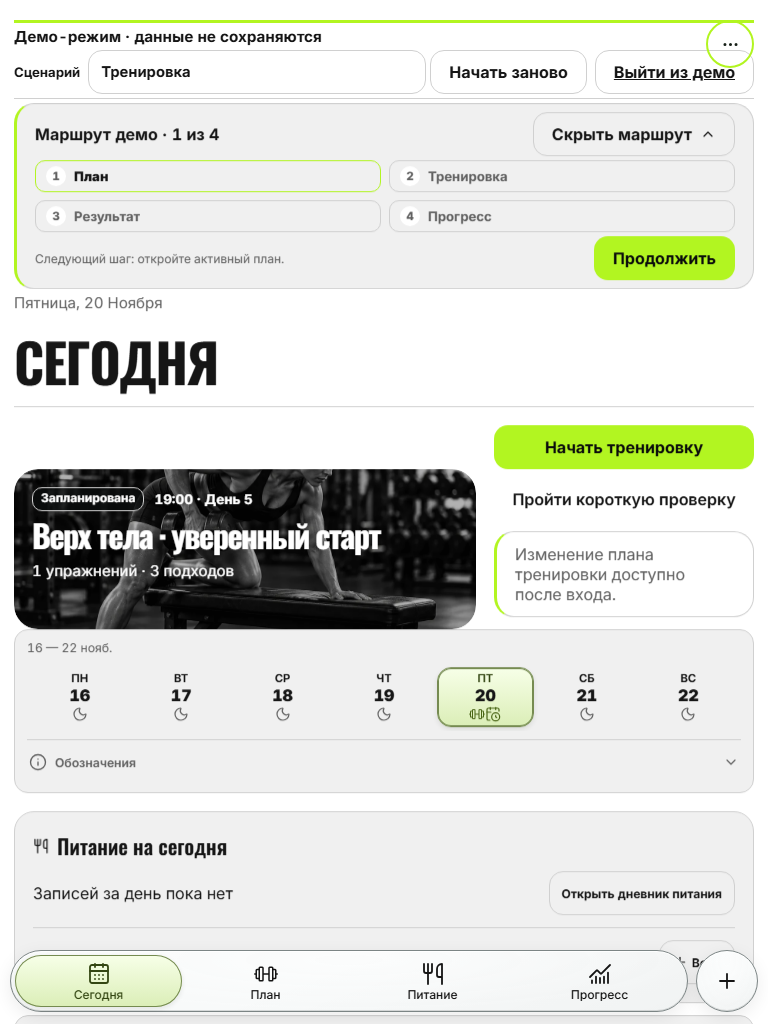 Демо-режим · данные не сохраняются
...
Сценарий
Тренировка
Начать заново
Выйти из демо
Маршрут демо · 1 из 4
Скрыть маршрут
1 План
2 Тренировка
3 Результат
4 Прогресс
Следующий шаг: откройте активный план.
Продолжить
Пятница, 20 Ноября
СЕГОДНЯ
Начать тренировку
Запланирована
19:00 · День 5
Верх тела · уверенный старт
1 упражнений · 3 подходов
Пройти короткую проверку
Изменение плана
тренировки доступно
после входа.
16 — 22 нояб.
ПН ВТ СР ЧТ ПТ СБ ВС
16 17 18 19 20 21 22
Обозначения
Питание на сегодня
Записей за день пока нет
Открыть дневник питания
Сегодня
План
Питание
Прогресс